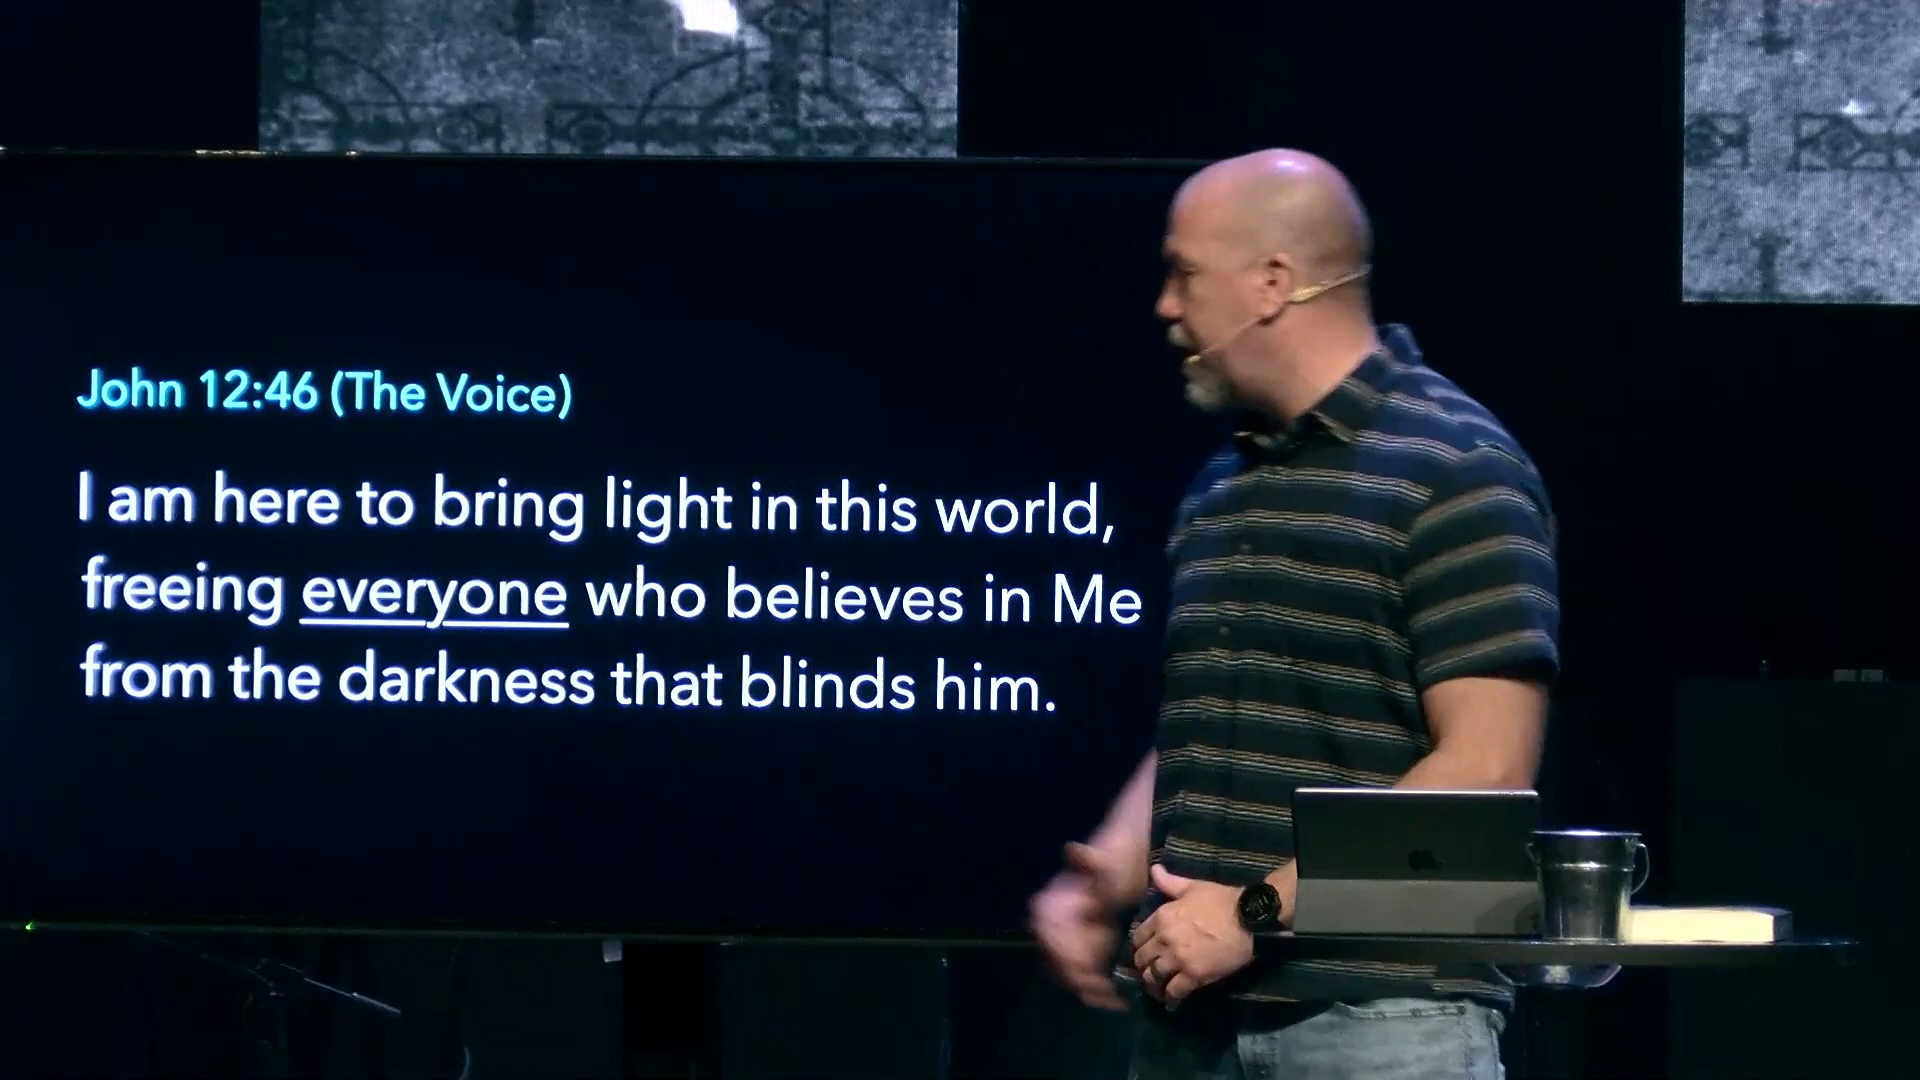 John 12:46 (The Voice)
I am here to bring light in this world,
freeing everyone who believes in Me
from the darkness that blinds him.